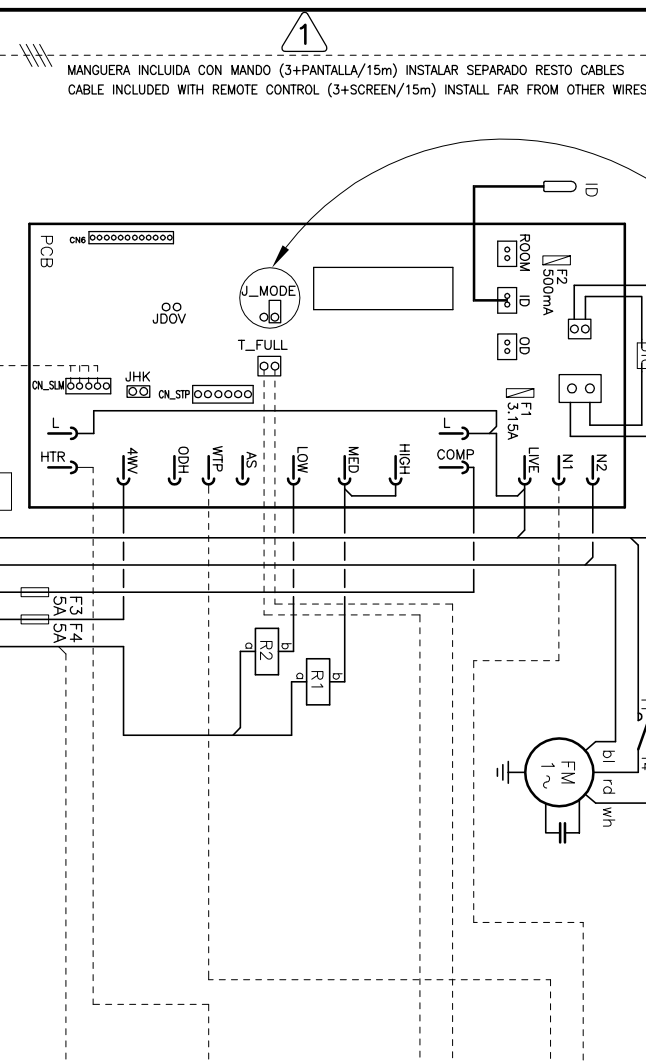 1
MANGUERA INCLUIDA CON MANDO (3+PANTALLA/15m) INSTALAR SEPARADO RESTO CABLES
CABLE INCLUDED WITH REMOTE CONTROL (3+SCREEN/15m) INSTALL FAR FROM OTHER WIRES
ID
PCB
CN6
ROOM
F2
500mA
J_MODE
ID
JDOV
T_FULL
OD
CN_SLM
JHK
CN_STP
F1
3.15A
L
L
HTR
4WV
ODH
WTP
AS
LOW
MED
HIGH
COMP
LIVE
N1
N2
F3
5A
F4
5A
a
R2
b
a
R1
b
FM
1~
bl
rd
wh